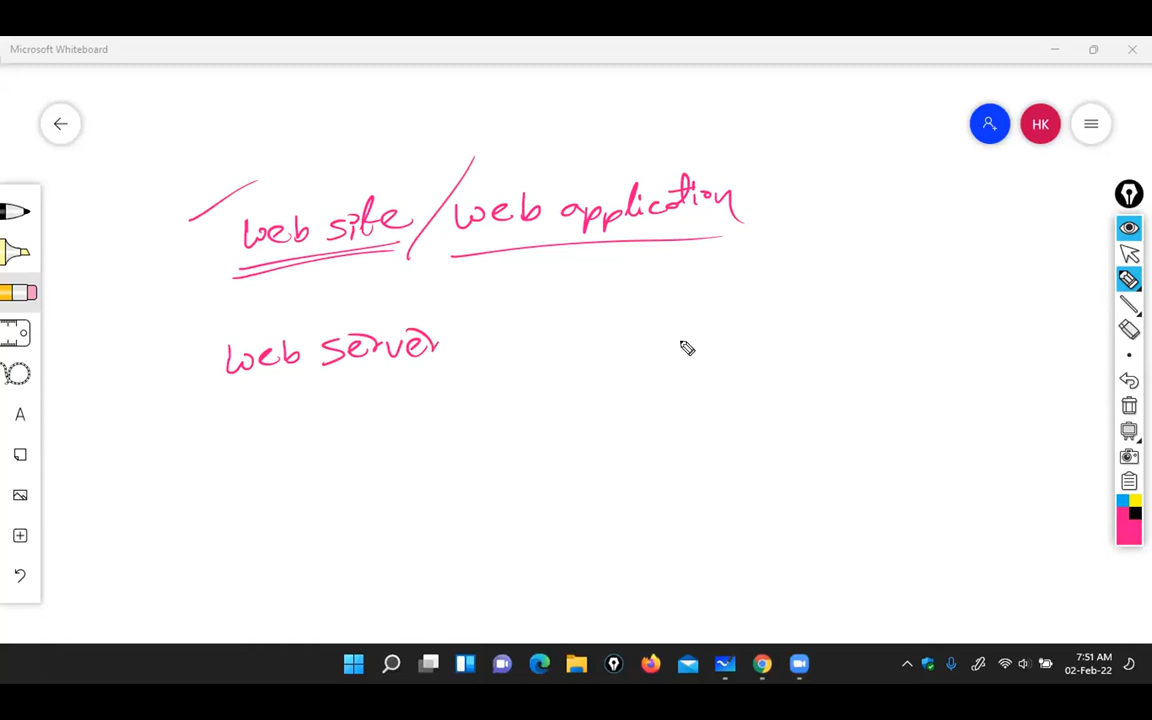 Microsoft Whiteboard
HK
web site / web application
web server
A
7:51 AM
02-Feb-22